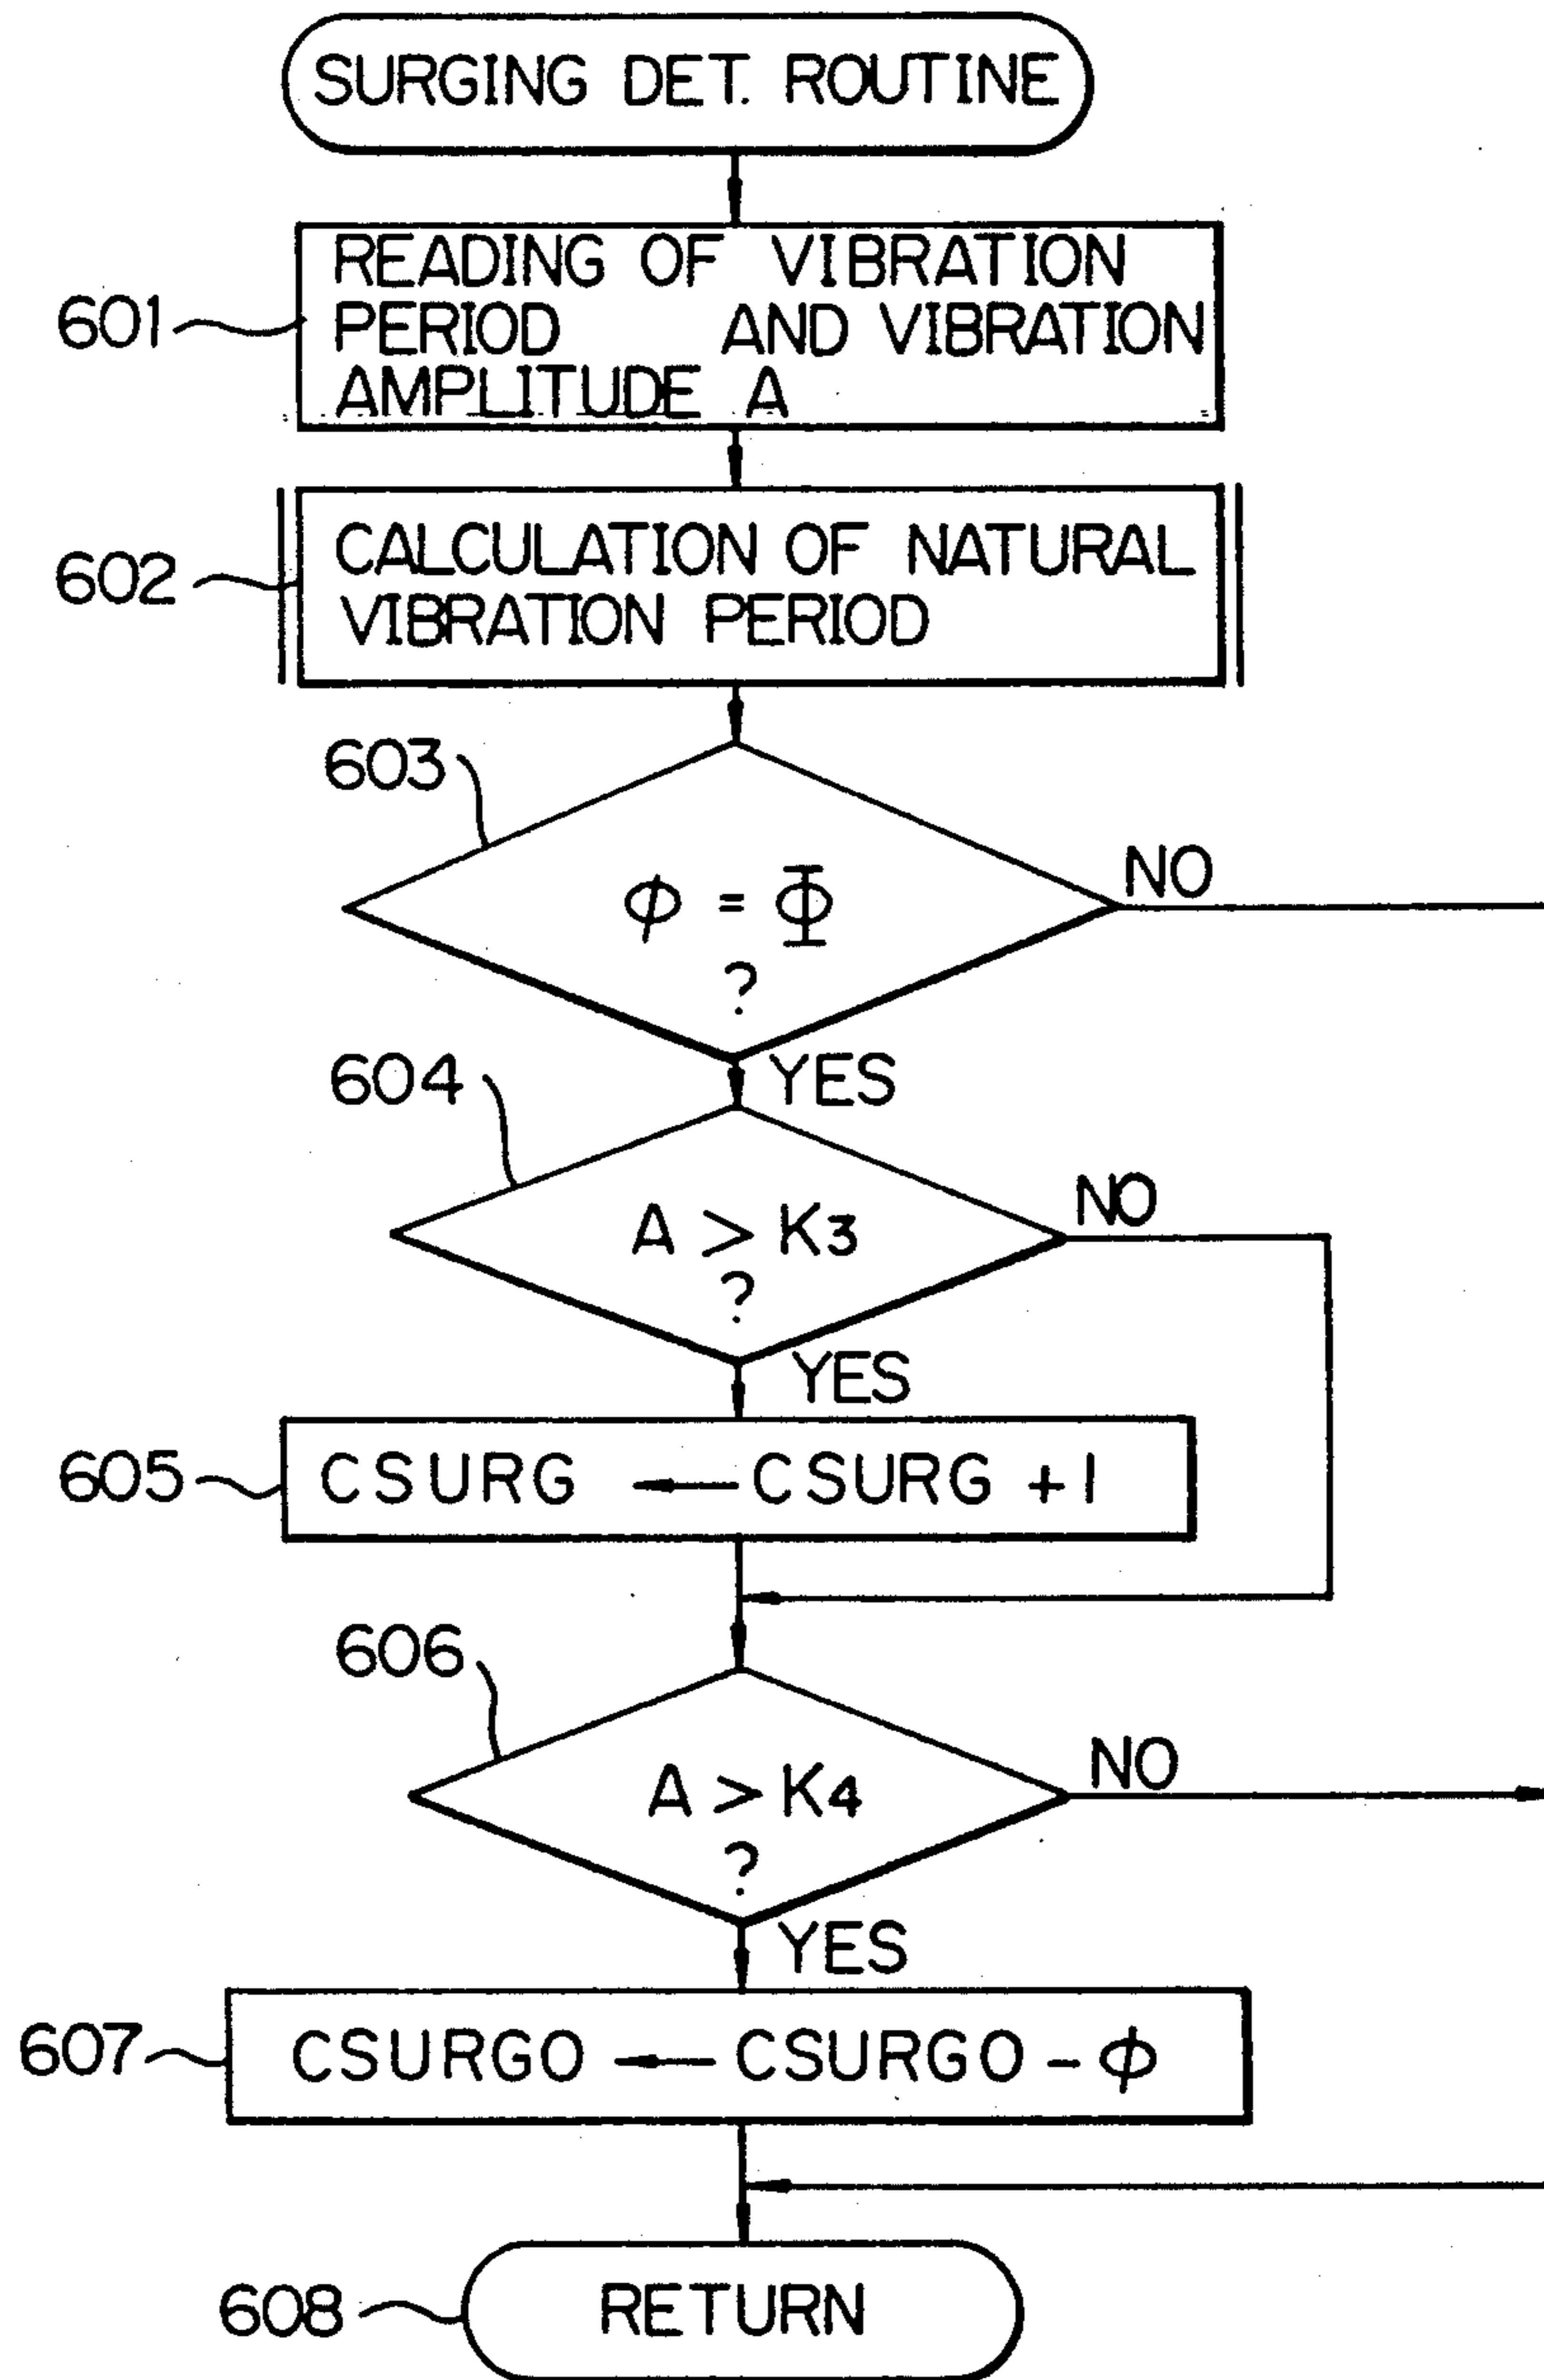 SURGING DET. ROUTINE
601
READING OF VIBRATION
PERIOD AND VIBRATION
AMPLITUDE A
602
CALCULATION OF NATURAL
VIBRATION PERIOD
603
ϕ = Φ
?
NO
YES
604
A > K3
?
NO
YES
605
CSURG ← CSURG +1
606
A > K4
?
NO
YES
607
CSURGO ← CSURGO - ϕ
608
RETURN